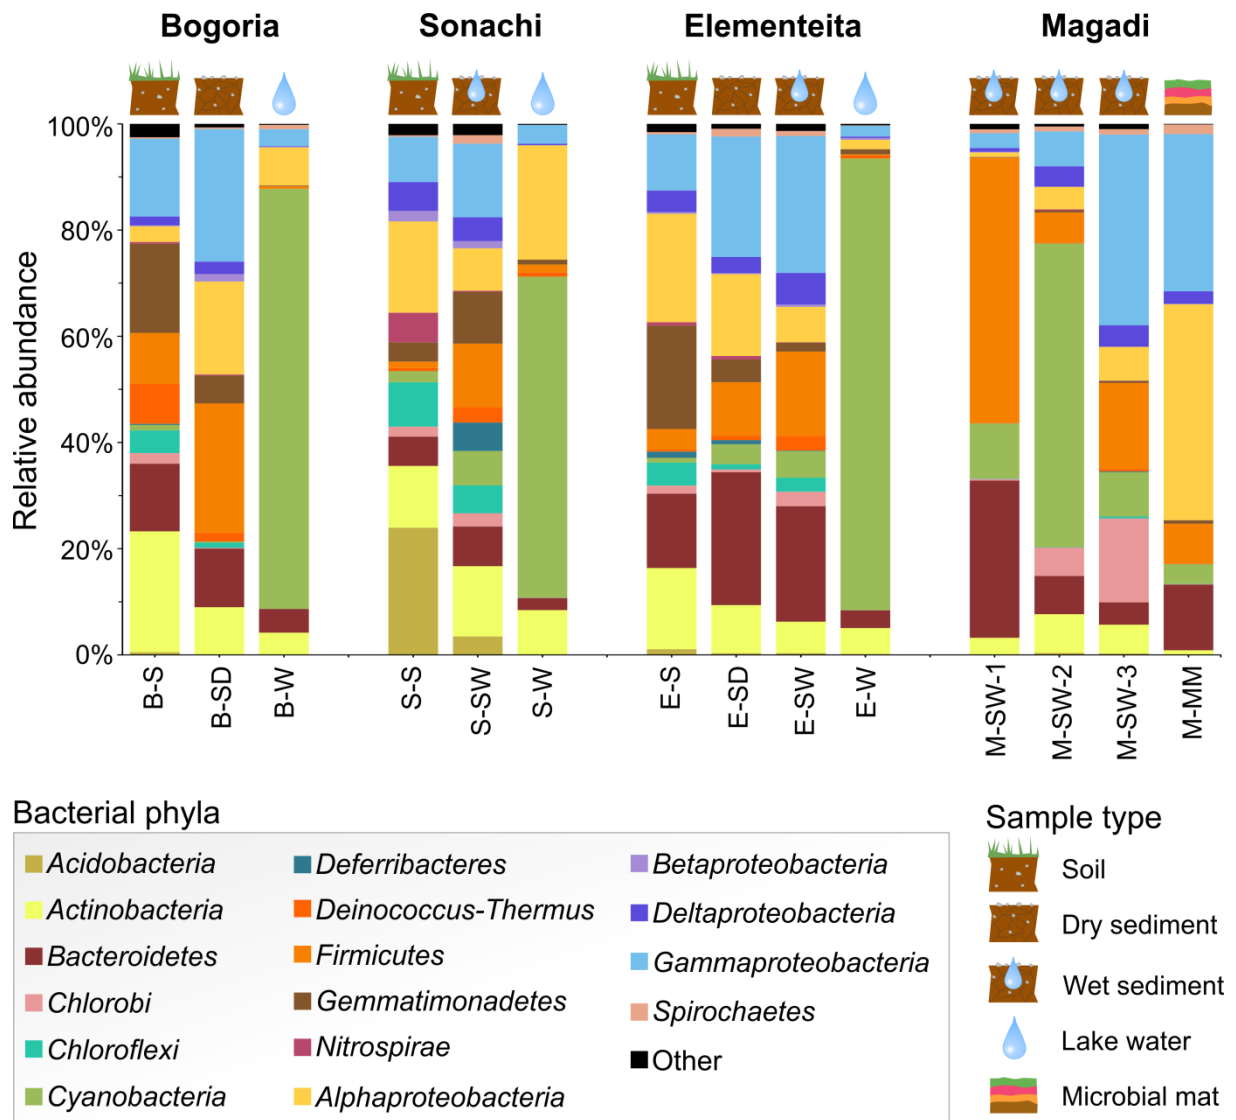 Bogoria Sonachi Elementeita Magadi
100%
80%
60%
40%
20%
0%
Relative abundance
B-S B-SD B-W S-S S-SW S-W E-S E-SD E-SW E-W M-SW-1 M-SW-2 M-SW-3 M-MM
Bacterial phyla
Acidobacteria
Actinobacteria
Bacteroidetes
Chlorobi
Chloroflexi
Cyanobacteria
Deferribacteres
Deinococcus-Thermus
Firmicutes
Gemmatimonadetes
Nitrospirae
Alphaproteobacteria
Betaproteobacteria
Deltaproteobacteria
Gammaproteobacteria
Spirochaetes
Other
Sample type
Soil
Dry sediment
Wet sediment
Lake water
Microbial mat